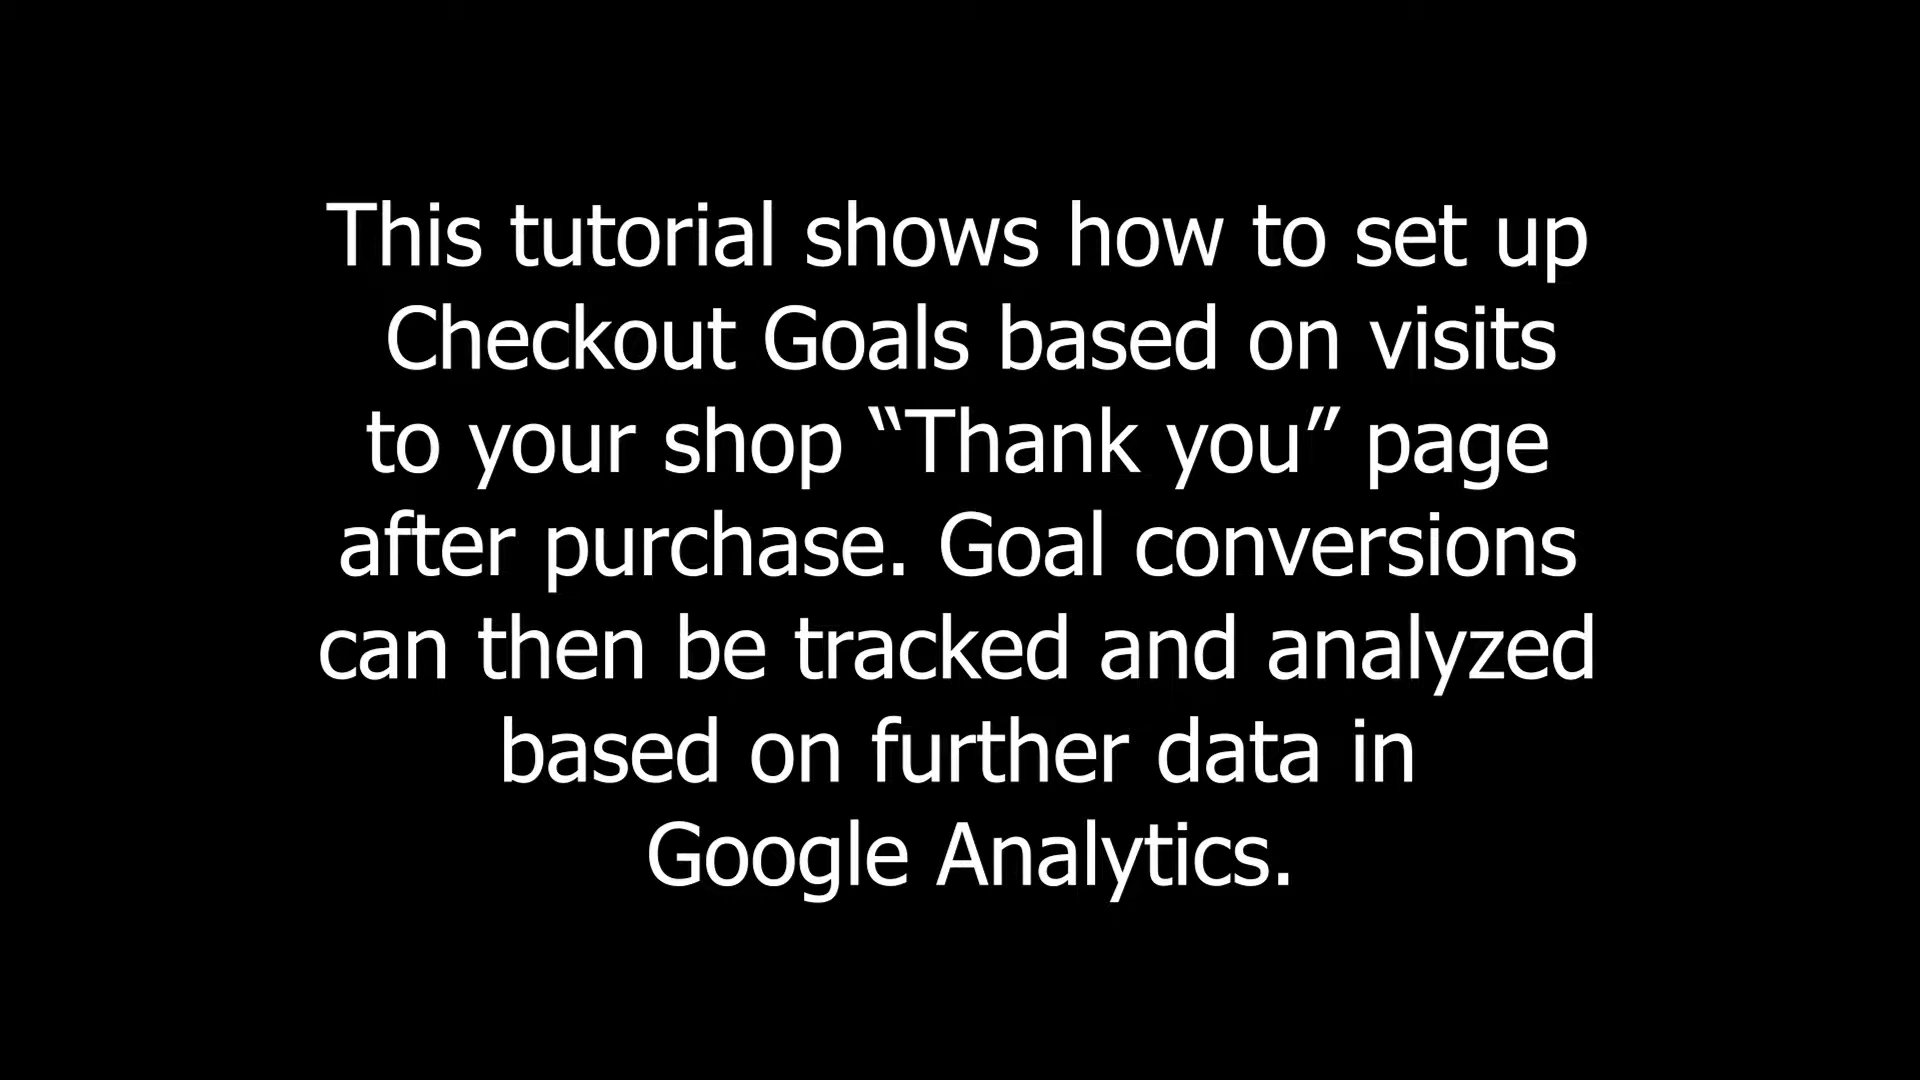 This tutorial shows how to set up
Checkout Goals based on visits
to your shop “Thank you” page
after purchase. Goal conversions
can then be tracked and analyzed
based on further data in
Google Analytics.